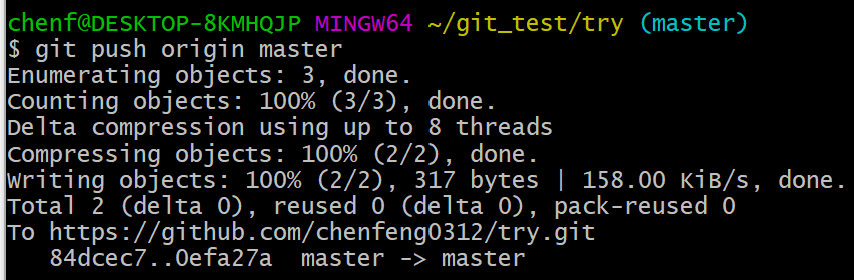 chenf@DESKTOP-8KMHQJP MINGW64 ~/git_test/try (master)
$ git push origin master
Enumerating objects: 3, done.
Counting objects: 100% (3/3), done.
Delta compression using up to 8 threads
Compressing objects: 100% (2/2), done.
Writing objects: 100% (2/2), 317 bytes | 158.00 KiB/s, done.
Total 2 (delta 0), reused 0 (delta 0), pack-reused 0
To https://github.com/chenfeng0312/try.git
   84dcec7..0efa27a  master -> master